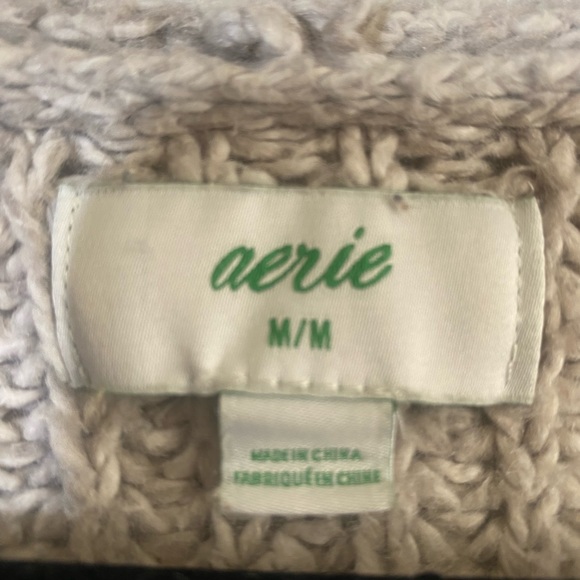 aerie
M/M
MADE IN CHINA
FABRIQUÉ EN CHINE